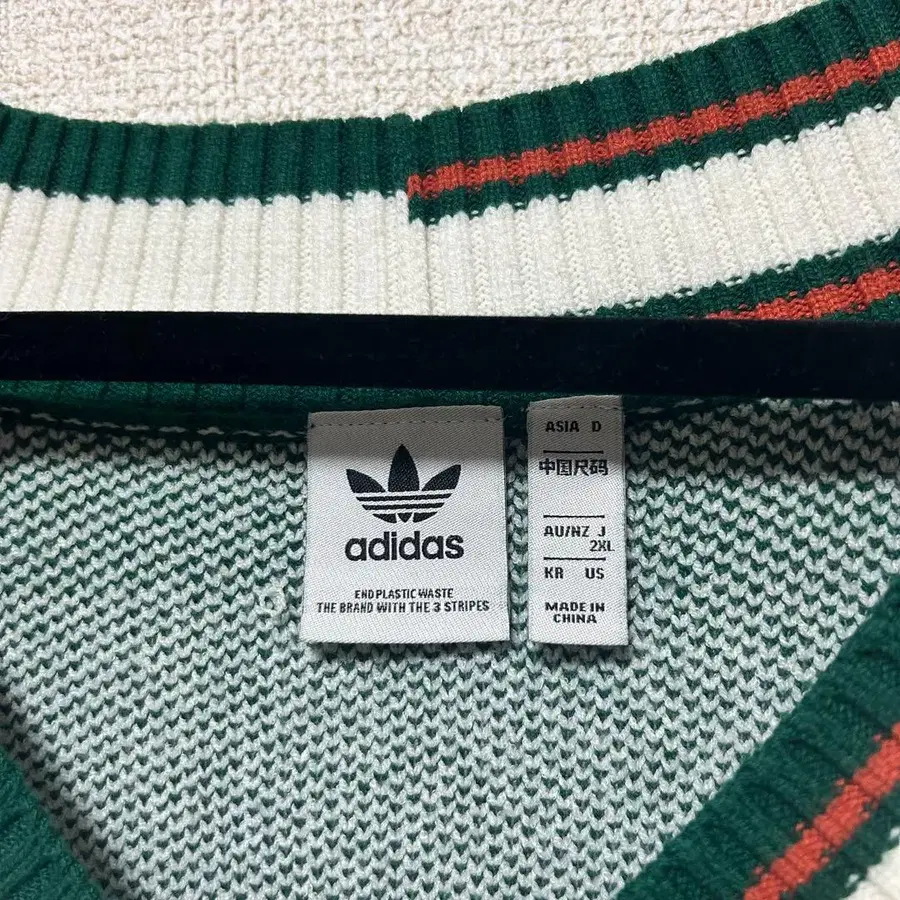 adidas
END PLASTIC WASTE
THE BRAND WITH THE 3 STRIPES
ASIA D
中国尺码
AU/NZ J
2XL
KR US
MADE IN
CHINA